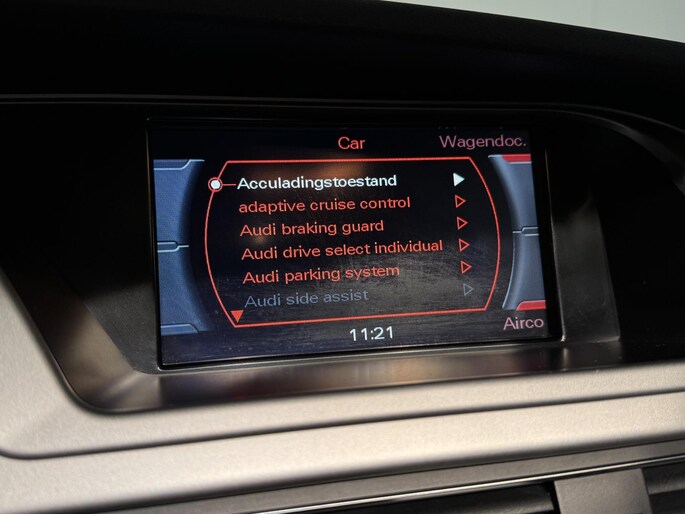 Car
Wagendoc.
Acculadingstoestand
adaptive cruise control
Audi braking guard
Audi drive select individual
Audi parking system
Audi side assist
11:21
Airco